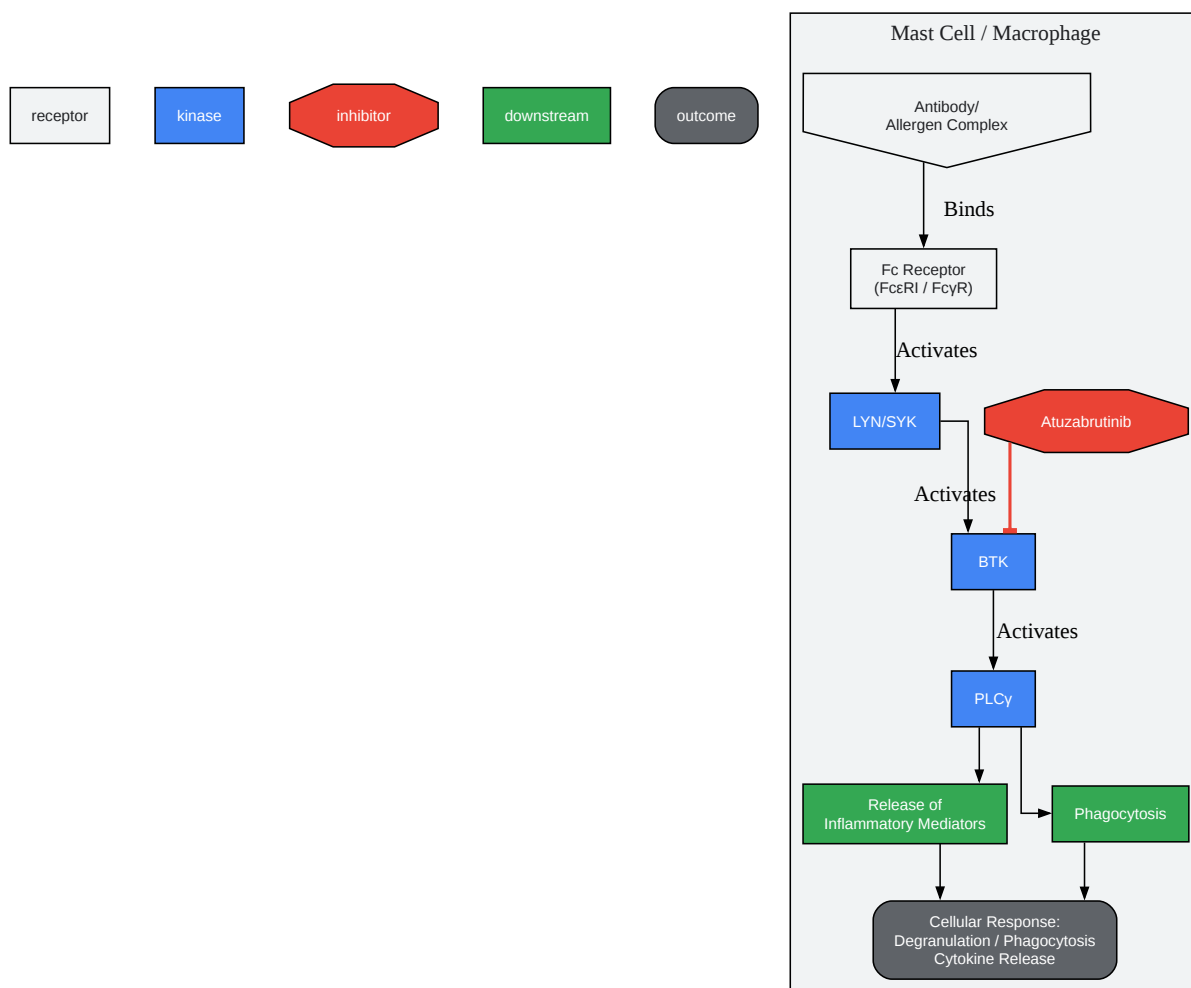 Mast Cell / Macrophage
receptor
kinase
inhibitor
downstream
outcome
Antibody/
Allergen Complex
Binds
Fc Receptor
(FcεRI / FcγR)
Activates
LYN/SYK
Atuzabrutinib
Activates
BTK
Activates
PLCγ
Release of
Inflammatory Mediators
Phagocytosis
Cellular Response:
Degranulation / Phagocytosis
Cytokine Release